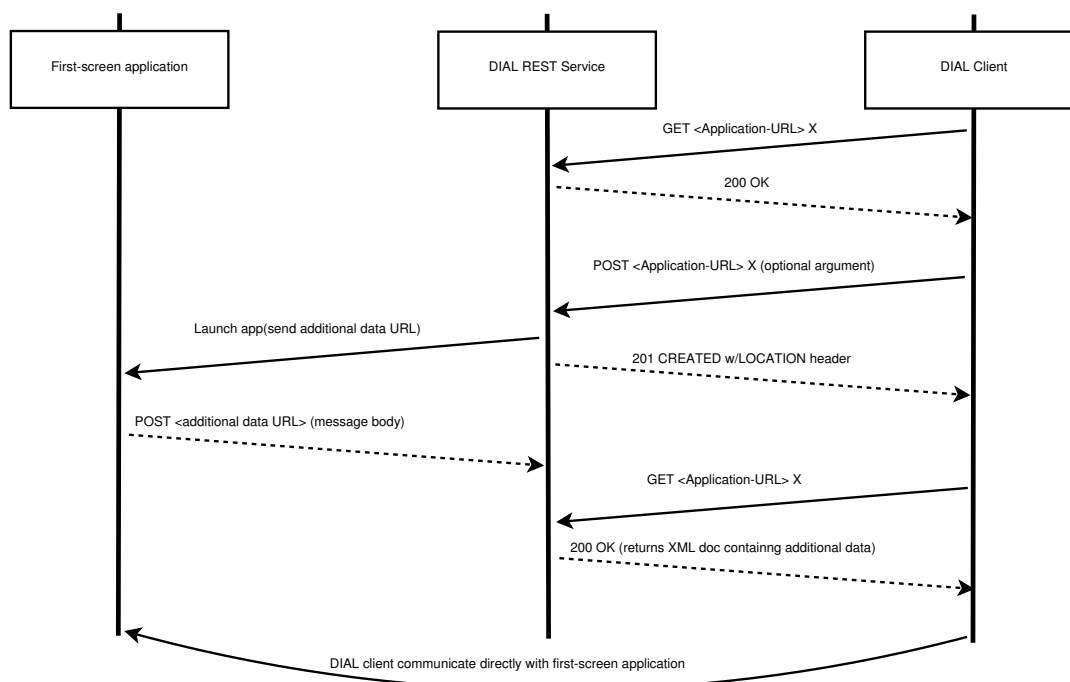 First-screen application
DIAL REST Service
DIAL Client
GET <Application-URL> X
200 OK
POST <Application-URL> X (optional argument)
Launch app(send additional data URL)
201 CREATED w/LOCATION header
POST <additional data URL> (message body)
GET <Application-URL> X
200 OK (returns XML doc containng additional data)
DIAL client communicate directly with first-screen application